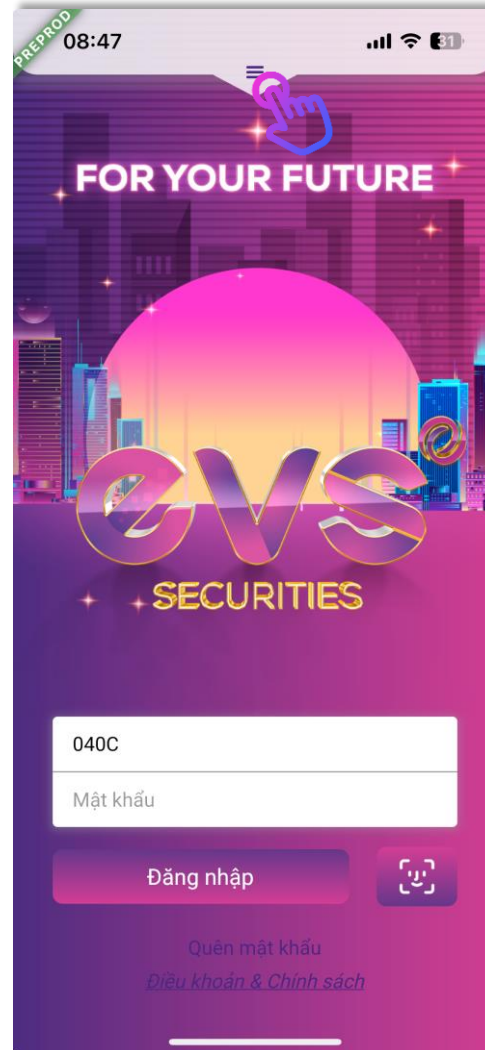 PREPROD
08:47
31
FOR YOUR FUTURE
evs
SECURITIES
040C
Mật khẩu
Đăng nhập
Quên mật khẩu
Điều khoản & Chính sách